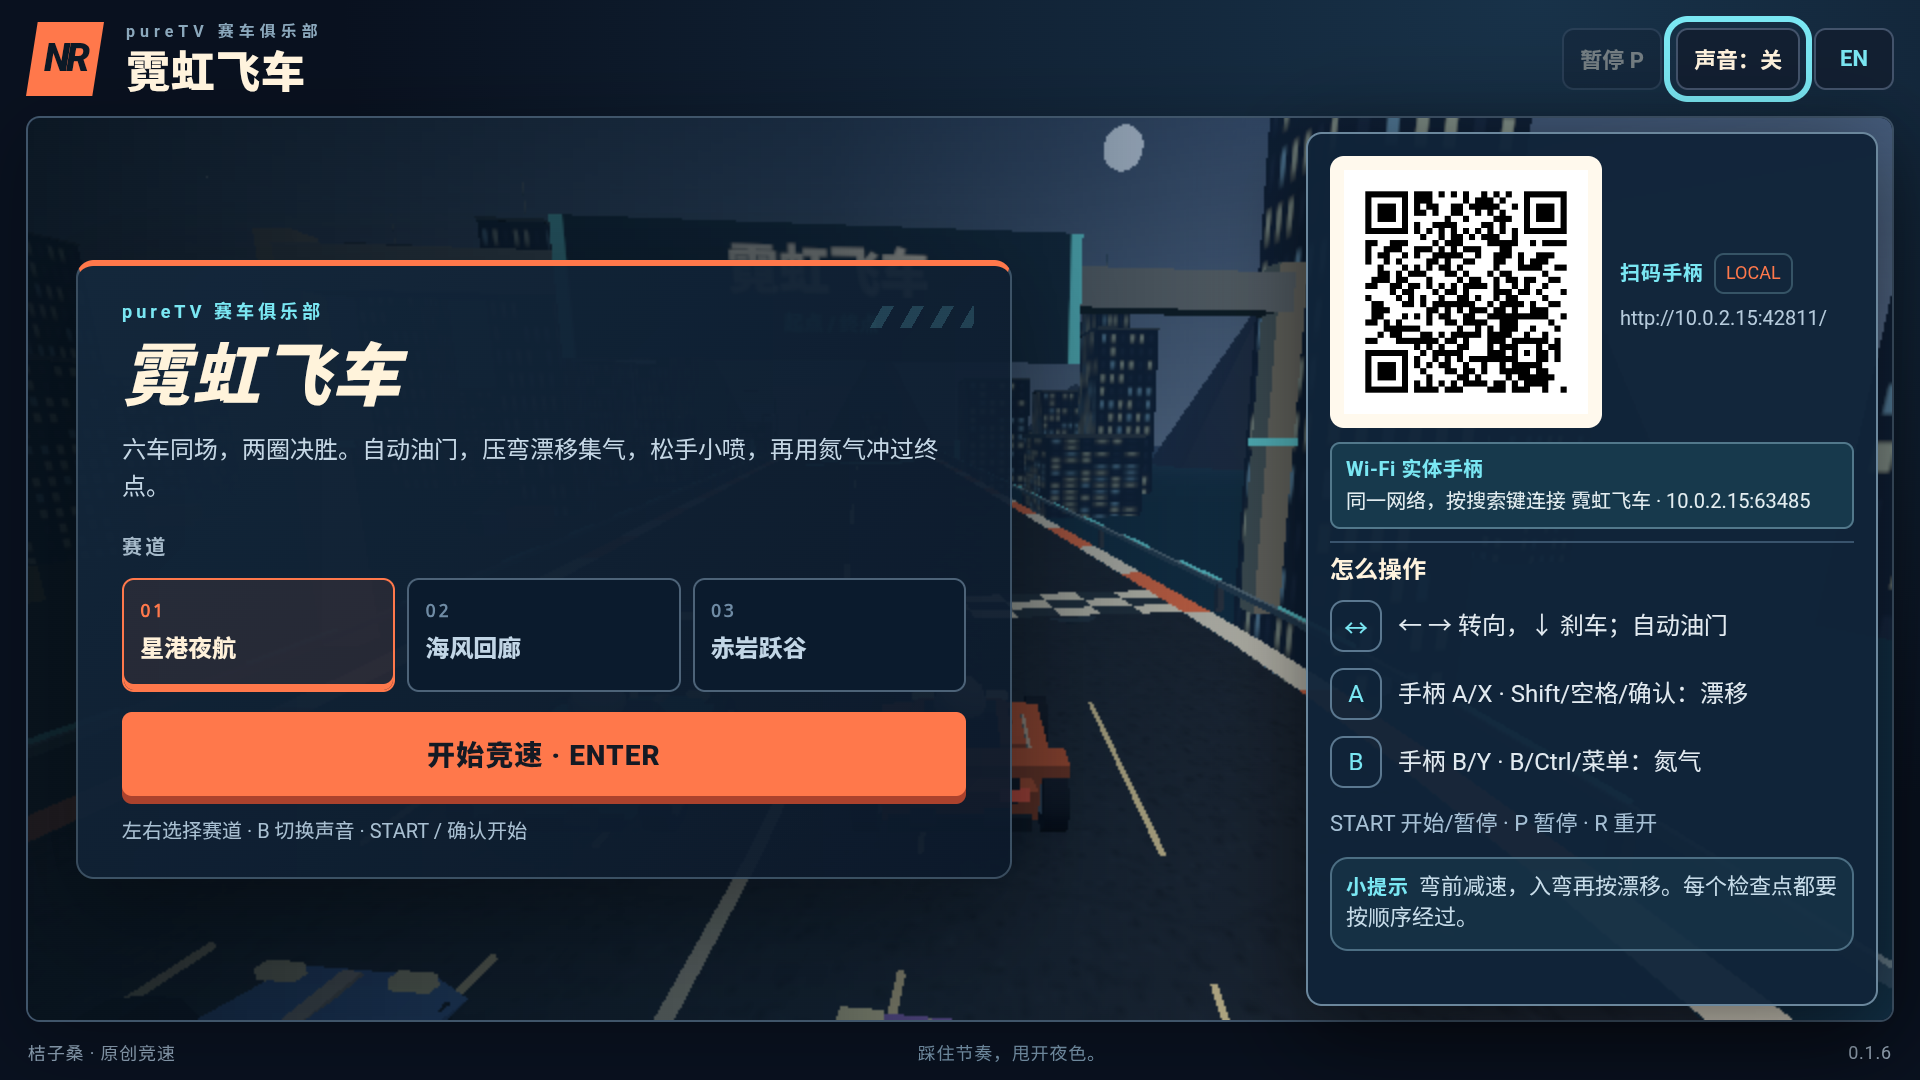 NR
pureTV 赛车俱乐部
霓虹飞车
暂停 P
声音：关
EN
霓虹飞车
pureTV 赛车俱乐部
霓虹飞车
六车同场，两圈决胜。自动油门，压弯漂移集气，松手小喷，再用氮气冲过终
点。
赛道
01
星港夜航
02
海风回廊
03
赤岩跃谷
开始竞速 · ENTER
左右选择赛道 · B 切换声音 · START / 确认开始
扫码手柄 LOCAL
http://10.0.2.15:42811/
Wi-Fi 实体手柄
同一网络，按搜索键连接 霓虹飞车 · 10.0.2.15:63485
怎么操作
↔ ←→ 转向，↓ 刹车；自动油门
A 手柄 A/X · Shift/空格/确认：漂移
B 手柄 B/Y · B/Ctrl/菜单：氮气
START 开始/暂停 · P 暂停 · R 重开
小提示 弯前减速，入弯再按漂移。每个检查点都要
按顺序经过。
桔子桑 · 原创竞速
踩住节奏，甩开夜色。
0.1.6